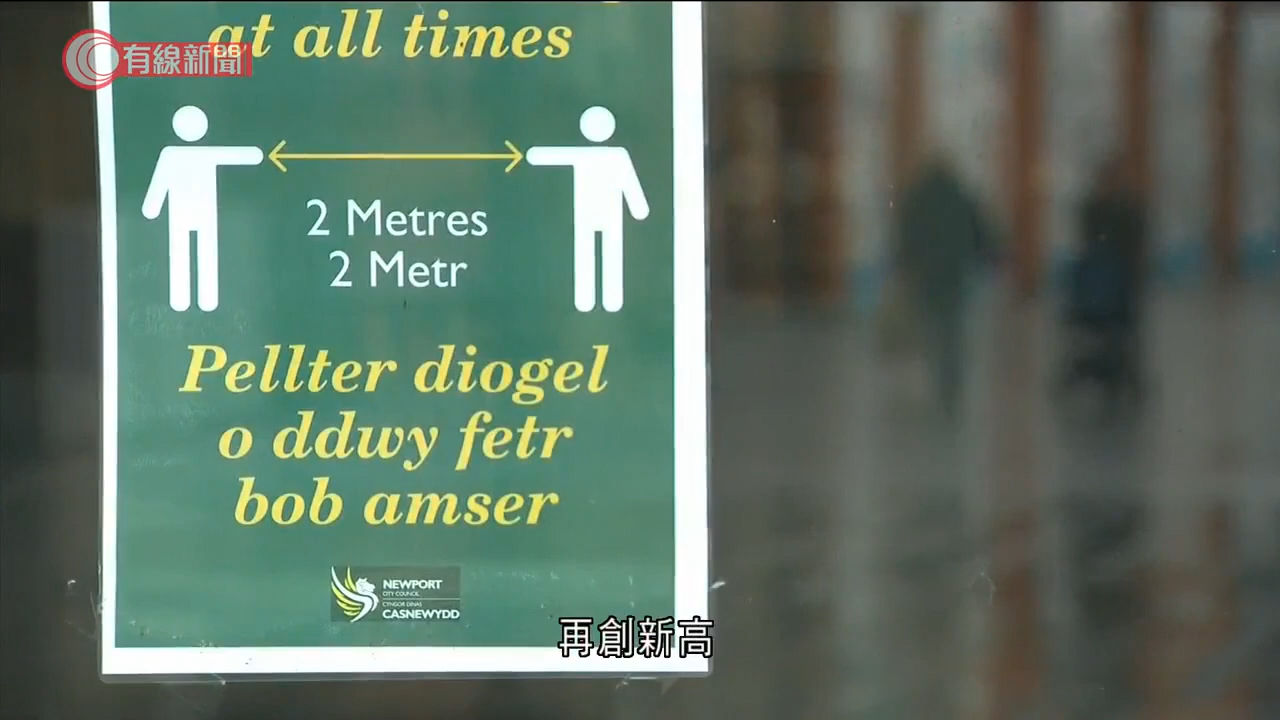 at all times
有線新聞
2 Metres
2 Metr
Pellter diogel
o ddwy fetr
bob amser
NEWPORT
CITY COUNCIL
CYNGOR DINAS
CASNEWYDD
再創新高